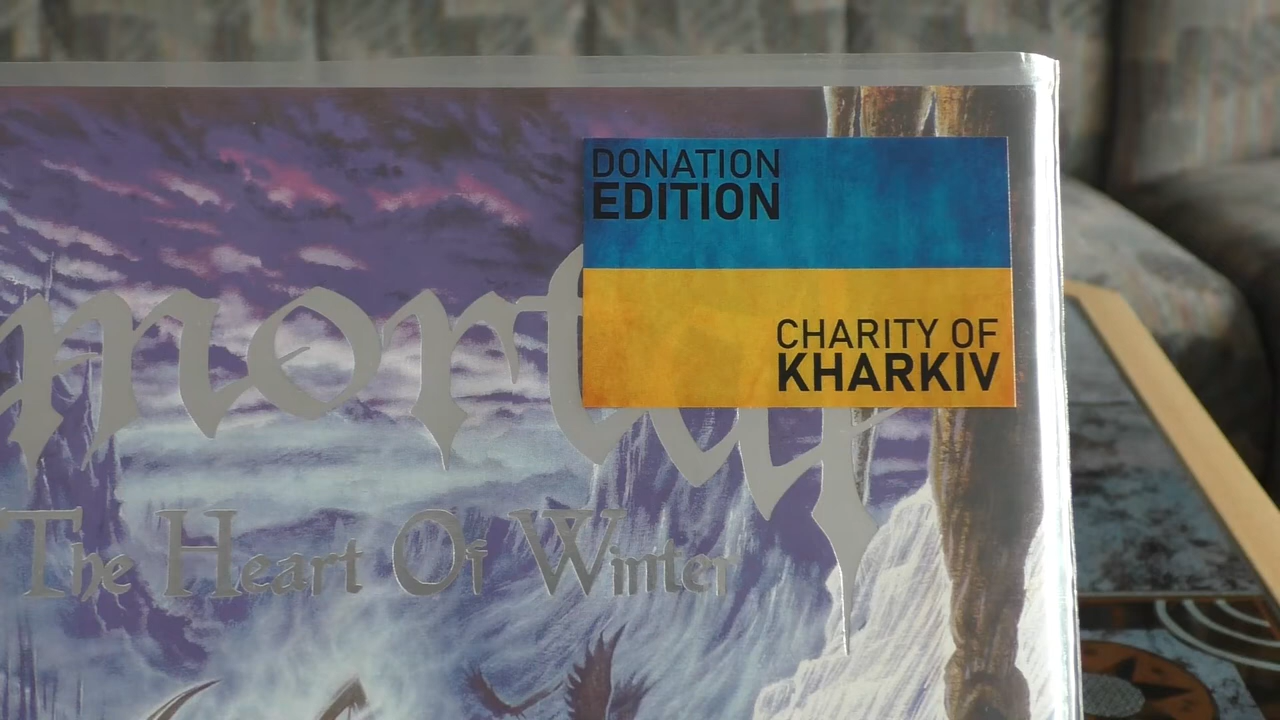 DONATION
EDITION
CHARITY OF
KHARKIV
The Heart Of Winter